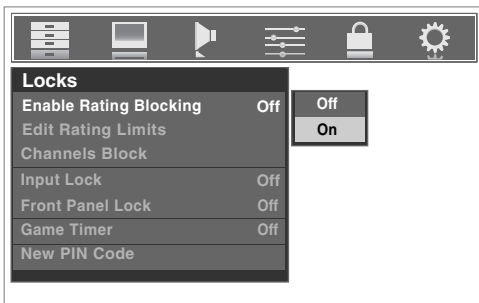 Locks
Enable Rating Blocking Off
Off
On
Edit Rating Limits
Channels Block
Input Lock Off
Front Panel Lock Off
Game Timer Off
New PIN Code